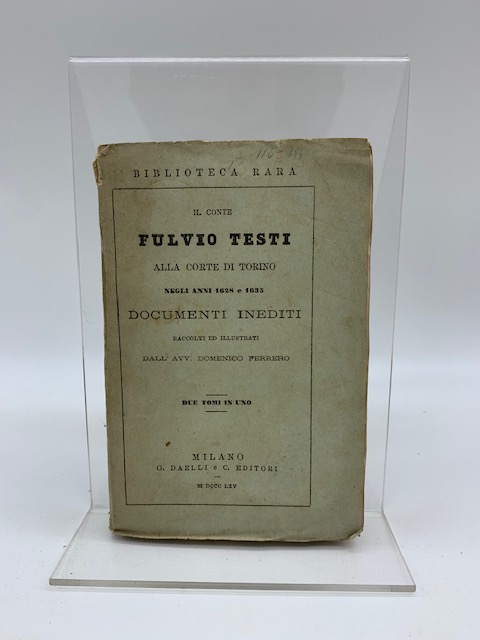 BIBLIOTECA RARA
IL CONTE
FULVIO TESTI
ALLA CORTE DI TORINO
NEGLI ANNI 1628 e 1635
DOCUMENTI INEDITI
RACCOLTI ED ILLUSTRATI
DALL' AVV. DOMENICO PERRERO
DUE TOMI IN UNO
MILANO
G. DAELLI e C. EDITORI
M DCCC LXV